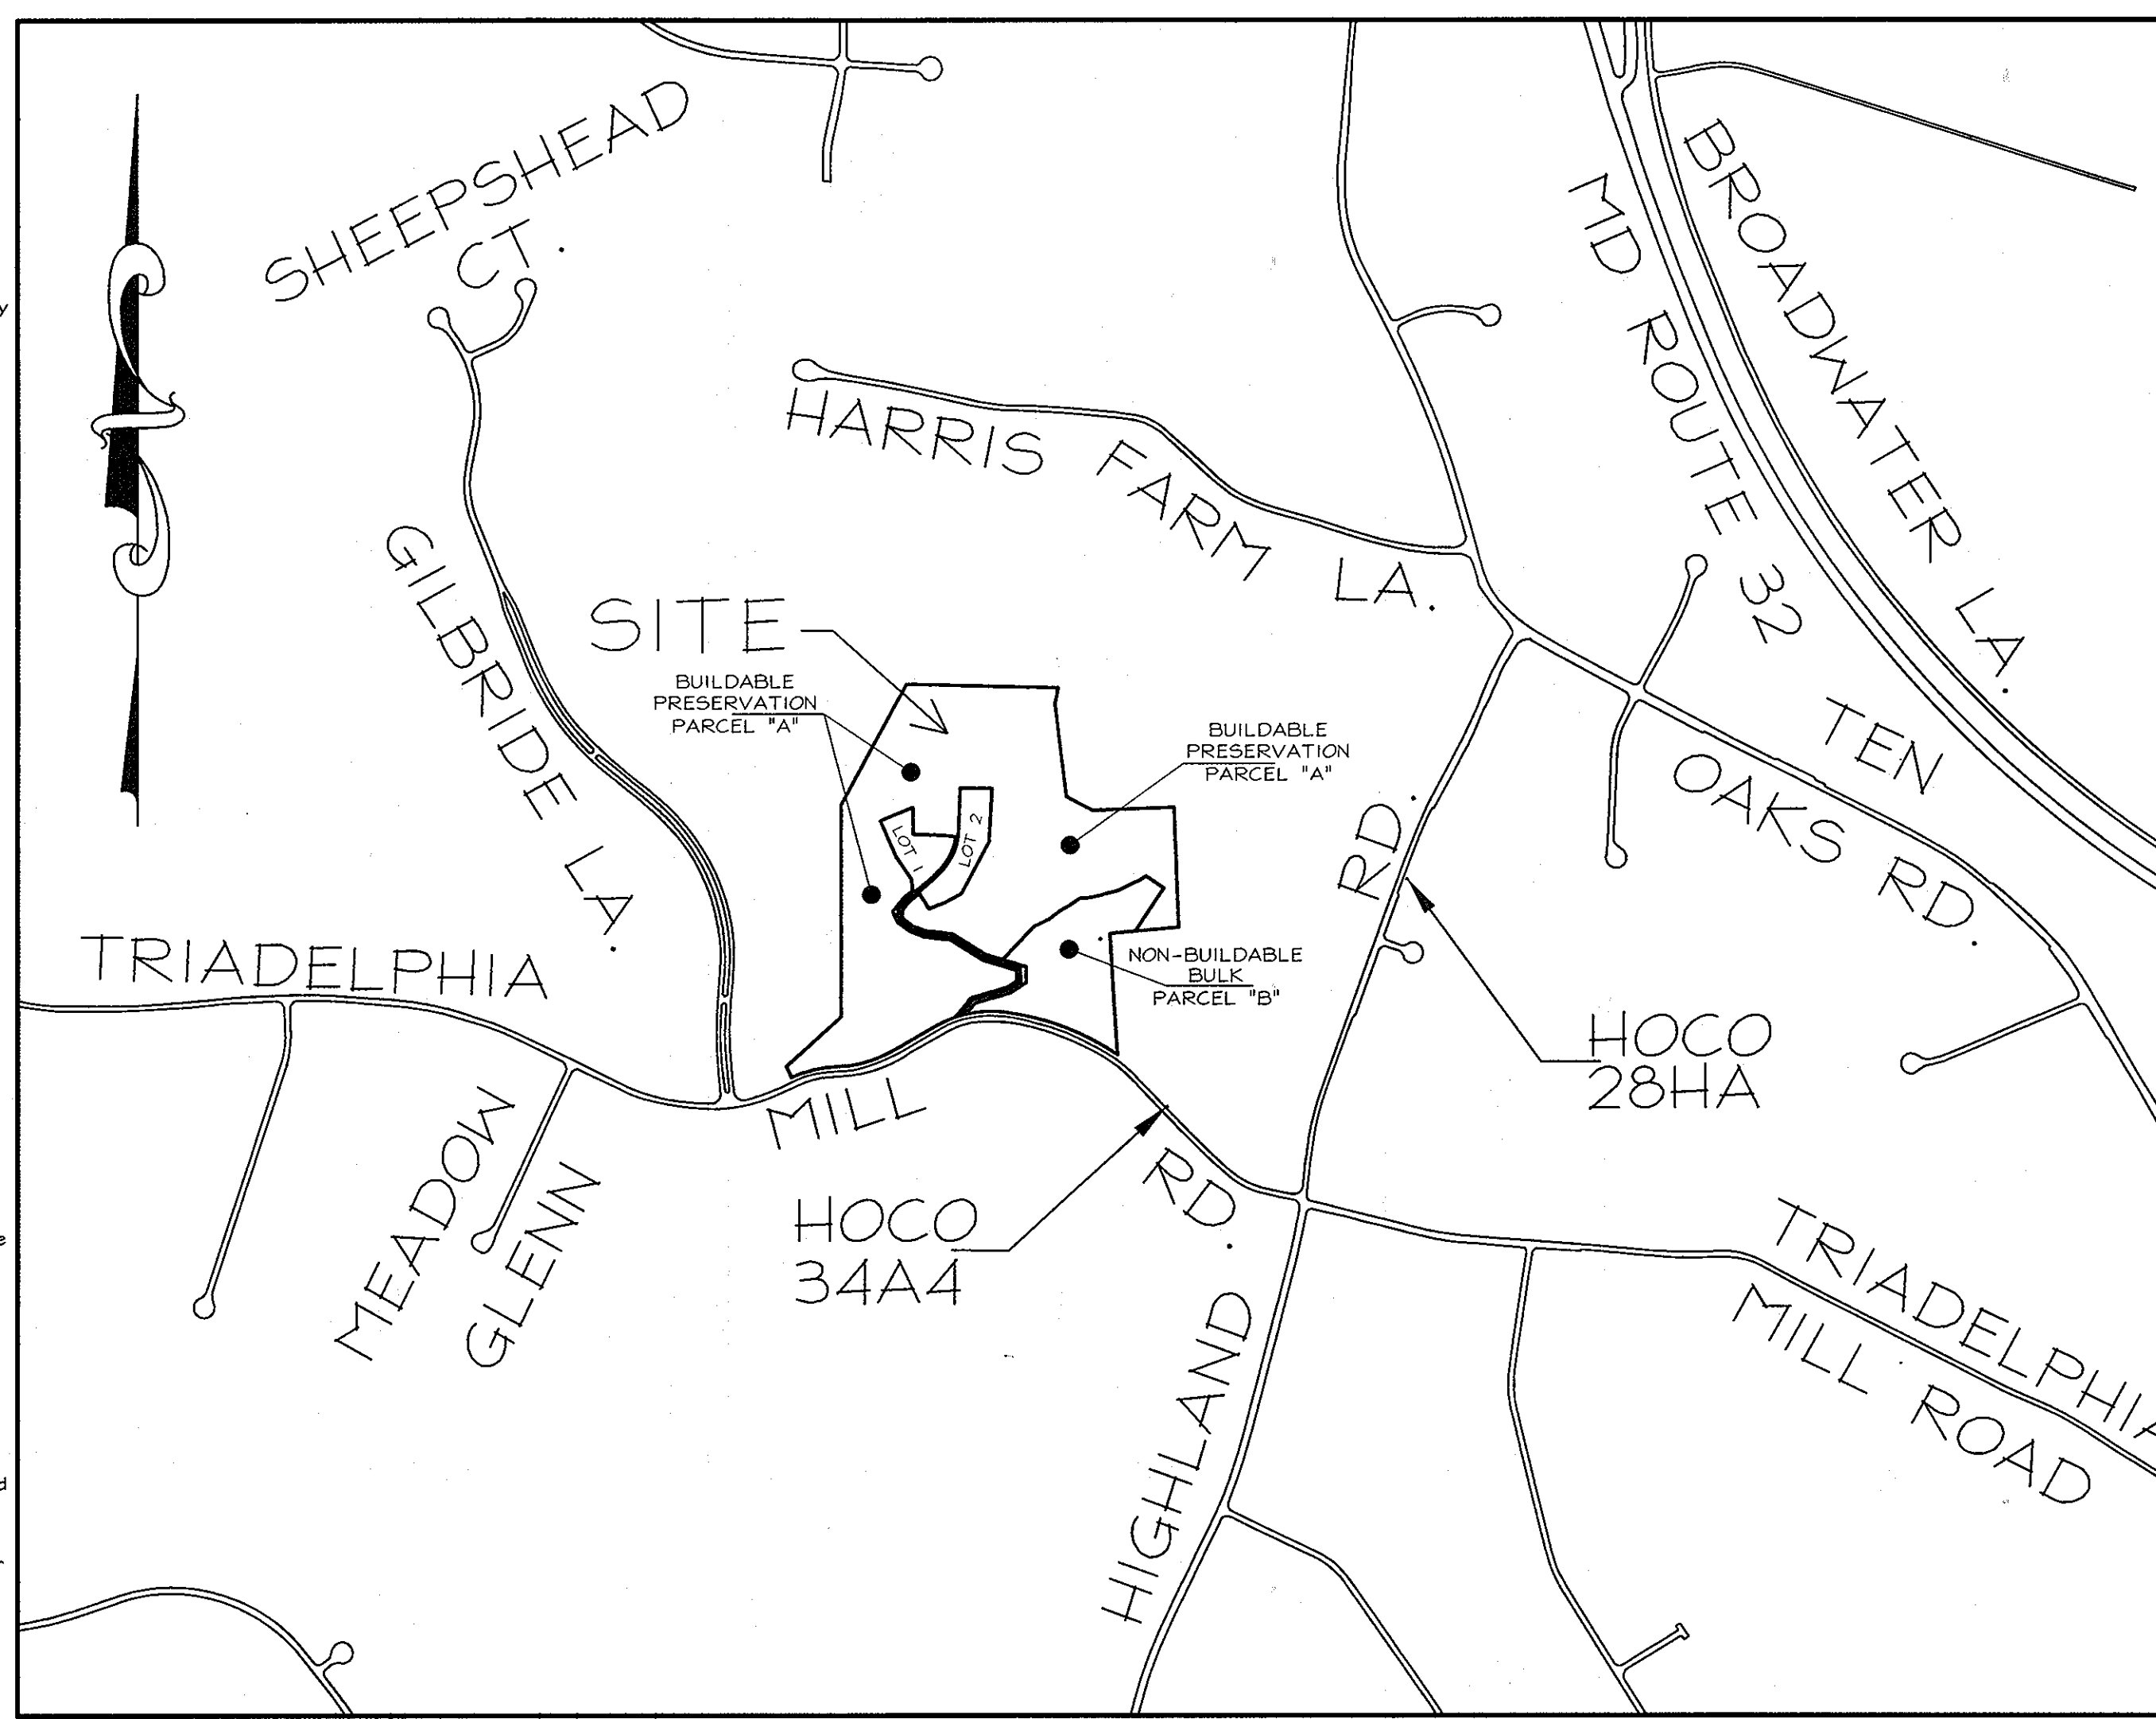 SHEEPSHEAD
CT.
BROADWATER LA.
MD ROUTE 32
HARRIS FARM LA.
GILBRIDE LA.
SITE
BUILDABLE
PRESERVATION
PARCEL "A"
BUILDABLE
PRESERVATION
PARCEL "A"
LOT 1
LOT 2
NON-BUILDABLE
BULK
PARCEL "B"
TEN
OAKS RD.
TRIADELPHIA
MILL
RD.
HIGHLAND
RD.
HOCO
28HA
HOCO
34A4
MEADOW
GLENN
TRIADELPHIA
MILL ROAD
y
e
d